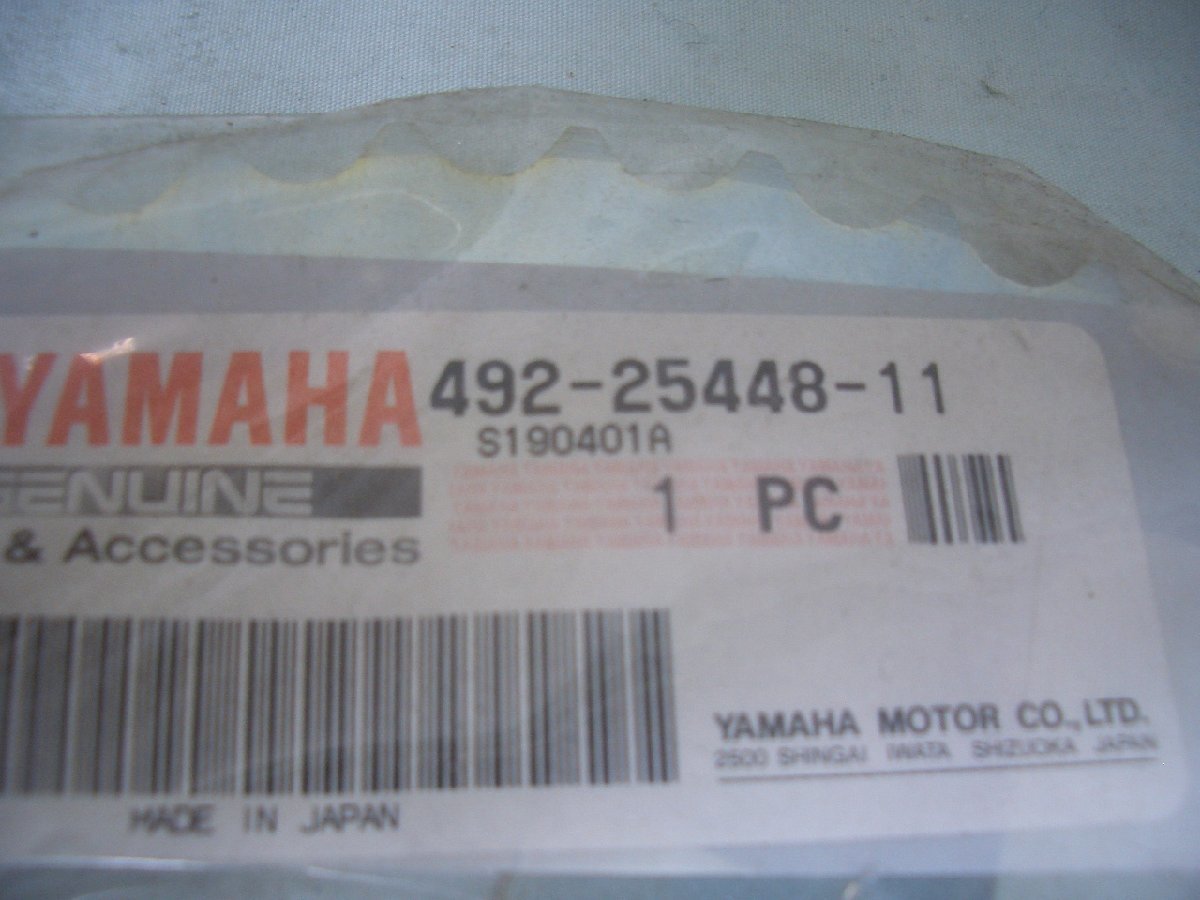 YAMAHA 492-25448-11
S190401A
GENUINE
1 PC
& Accessories
MADE IN JAPAN
YAMAHA MOTOR CO.,LTD.
2500 SHINGAI IWATA SHIZUOKA JAPAN